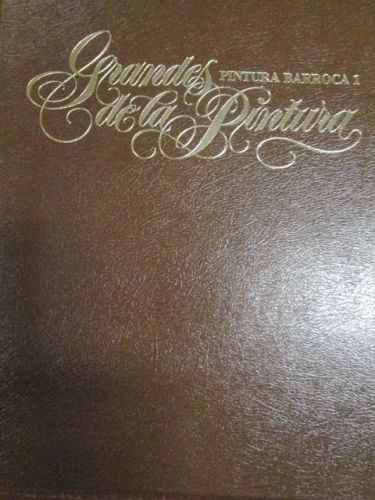 Grandes
PINTURA BARROCA 1
de la Pintura